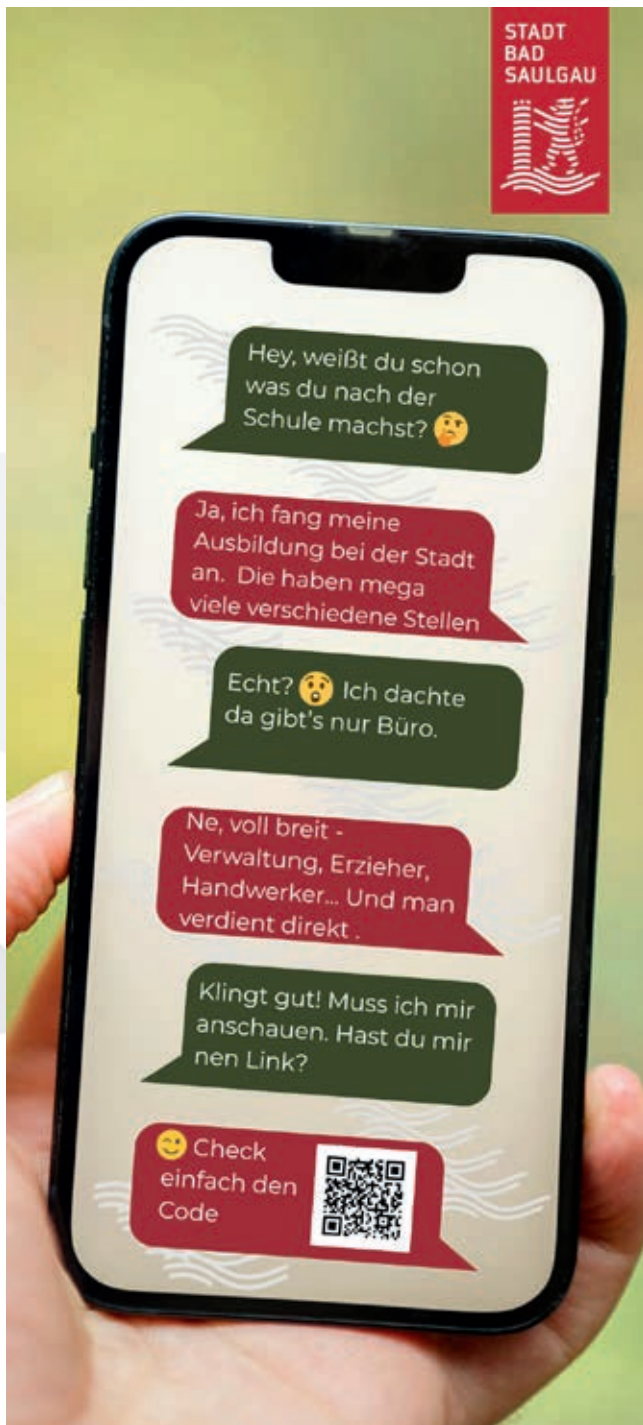 STADT
BAD
SAULGAU
Hey, weißt du schon
was du nach der
Schule machst? 🤔
Ja, ich fang meine
Ausbildung bei der Stadt
an. Die haben mega
viele verschiedene Stellen
Echt? 😲 Ich dachte
da gibt's nur Büro.
Ne, voll breit -
Verwaltung, Erzieher,
Handwerker... Und man
verdient direkt .
Klingt gut! Muss ich mir
anschauen. Hast du mir
nen Link?
😉 Check
einfach den
Code